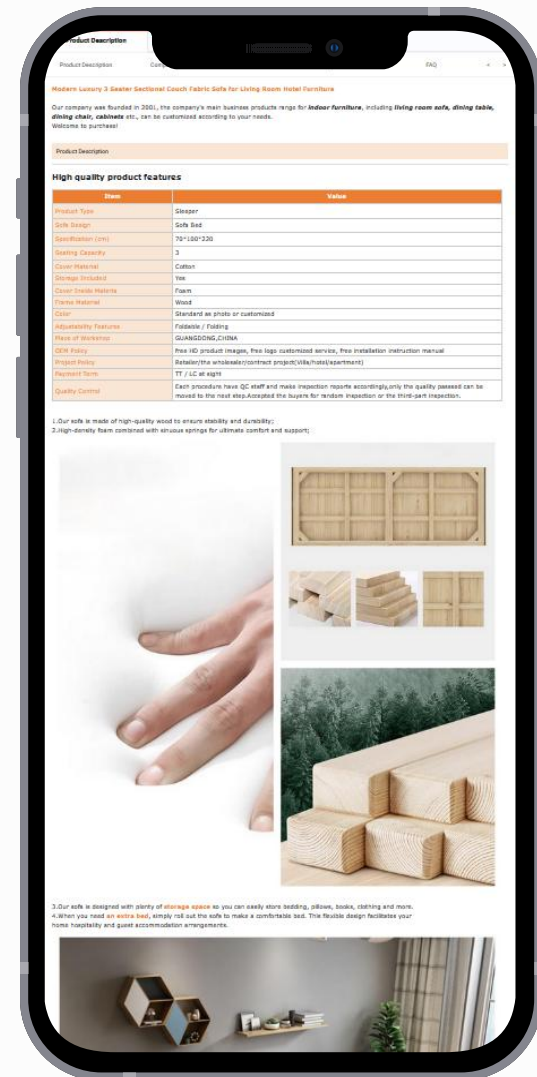 Product Description
Product Description
FAQ
Modern Luxury 3 Seater Sectional Couch Fabric Sofa for Living Room Hotel Furniture
Our company was founded in 2001, the company's main business products range for indoor furniture, including living room sofa, dining table,
dining chair, cabinets etc., can be customized according to your needs.
Welcome to purchase!
Product Description
High quality product features
Item Value
Product Type Sleeper
Sofa Design Sofa Bed
Specification (cm) 70*100*220
Seating Capacity 3
Cover Material Cotton
Storage Included Yes
Cover Inside Materia Foam
Frame Material Wood
Color Standard as photo or customized
Adjustability Features Foldable / Folding
Place of Workshop GUANGDONG,CHINA
OEM Policy Free HD product images, free logo customized service, free installation instruction manual
Project Policy Retailer/the wholesaler/contract project(Villa/hotel/apartment)
Payment Term TT / LC at sight
Quality Control Each procedure have QC staff and make inspection reports accordingly,only the quality passed can be
moved to the next step.Accepted the buyers for random inspection or the third-part inspection.
1.Our sofa is made of high-quality wood to ensure stability and durability;
2.High-density foam combined with sinuous springs for ultimate comfort and support;
3.Our sofa is designed with plenty of storage space so you can easily store bedding, pillows, books, clothing and more.
4.When you need an extra bed, simply roll out the sofa to make a comfortable bed. This flexible design facilitates your
home hospitality and guest accommodation arrangements.